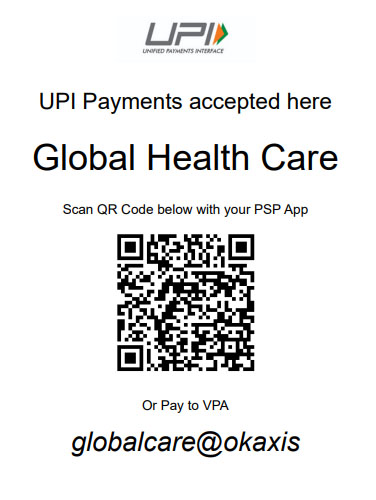 UPI
UNIFIED PAYMENTS INTERFACE
UPI Payments accepted here
Global Health Care
Scan QR Code below with your PSP App
Or Pay to VPA
globalcare@okaxis